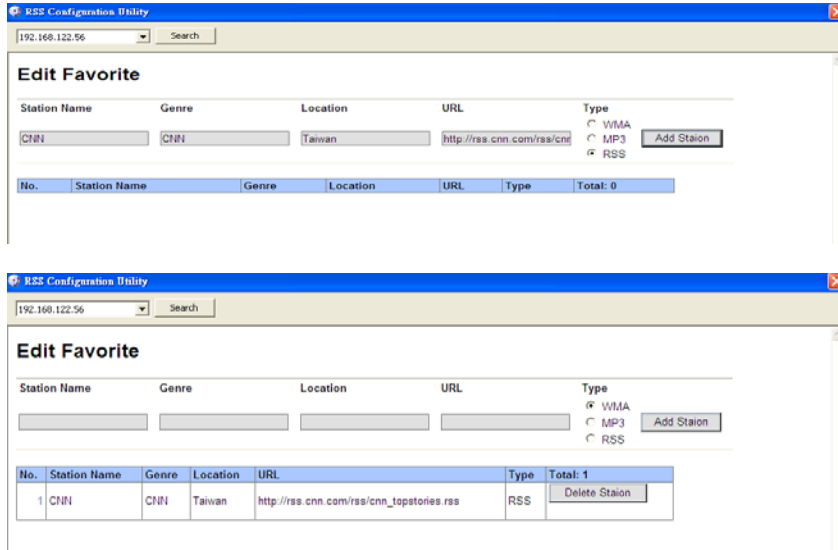 RSS Configuration Utility
192.168.122.56 Search
Edit Favorite
Station Name Genre Location URL Type
WMA
CNN CNN Taiwan http://rss.cnn.com/rss/cnr MP3 Add Staion
RSS
No. Station Name Genre Location URL Type Total: 0
RSS Configuration Utility
192.168.122.56 Search
Edit Favorite
Station Name Genre Location URL Type
WMA
MP3 Add Staion
RSS
No. Station Name Genre Location URL Type Total: 1
1 CNN CNN Taiwan http://rss.cnn.com/rss/cnn_topstories.rss RSS Delete Staion